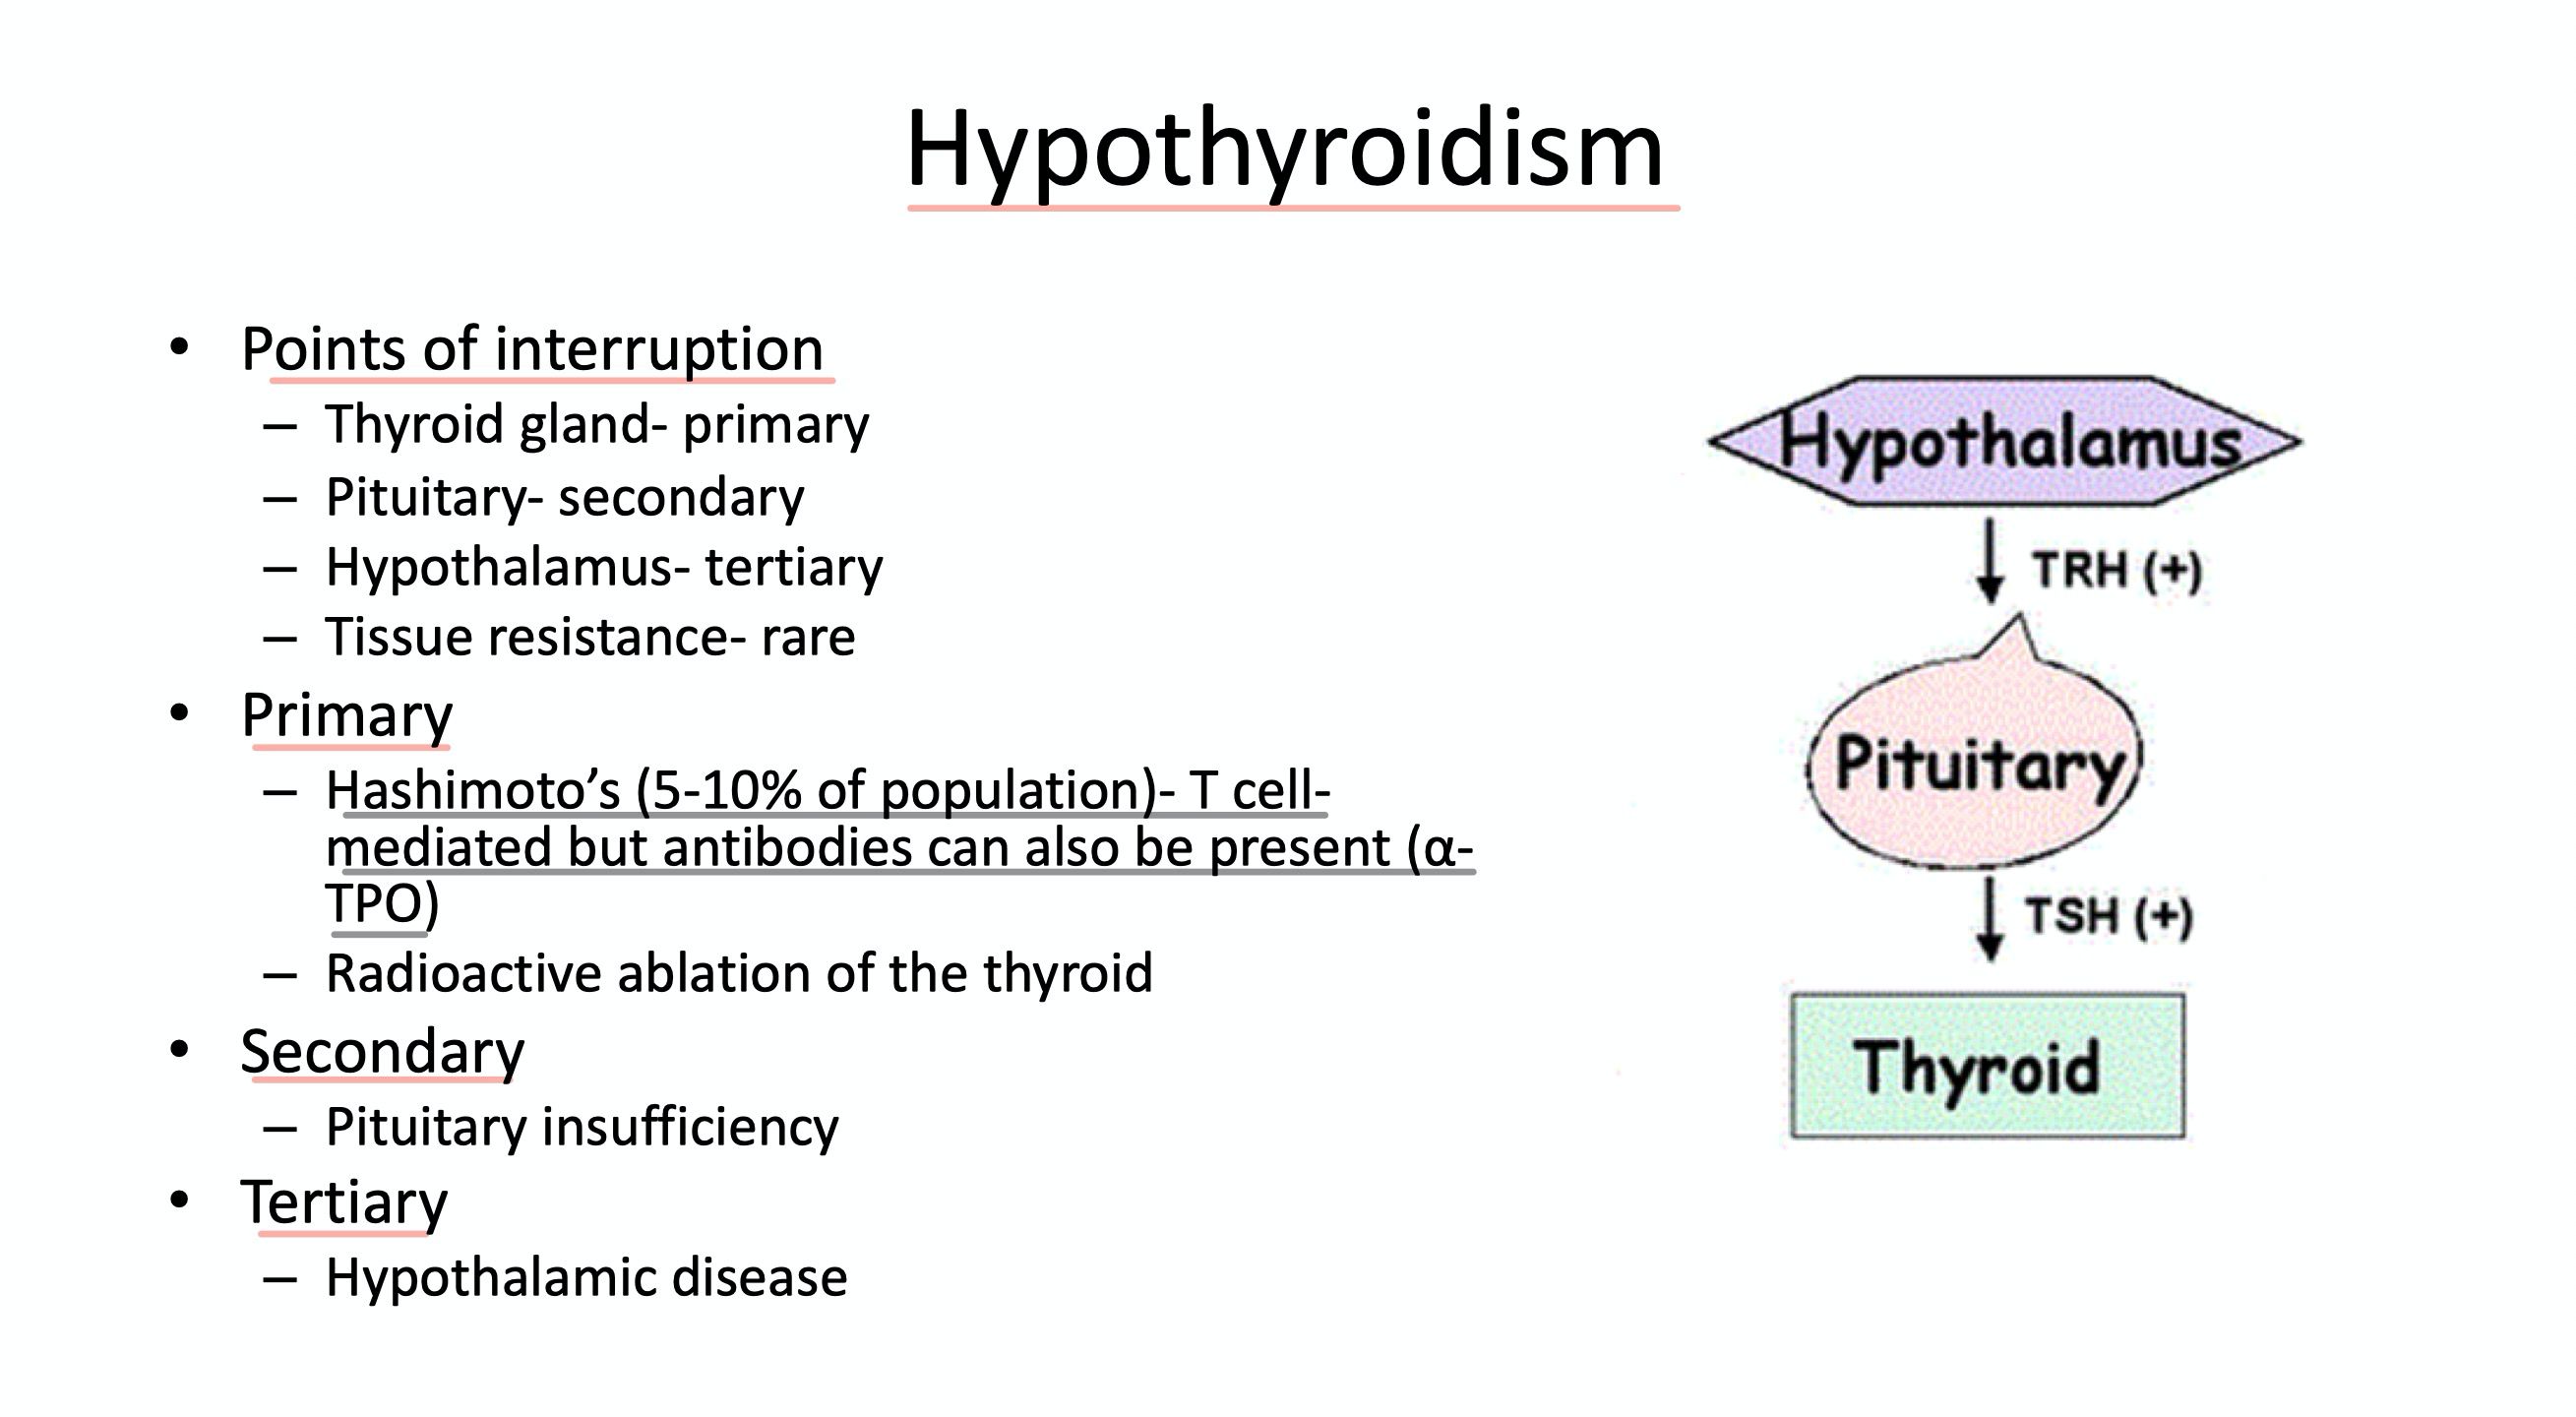 Hypothyroidism
• Points of interruption
– Thyroid gland- primary
– Pituitary- secondary
– Hypothalamus- tertiary
– Tissue resistance- rare
• Primary
– Hashimoto’s (5-10% of population)- T cell-
mediated but antibodies can also be present (α-
TPO)
– Radioactive ablation of the thyroid
• Secondary
– Pituitary insufficiency
• Tertiary
– Hypothalamic disease
Hypothalamus
TRH (+)
Pituitary
TSH (+)
Thyroid